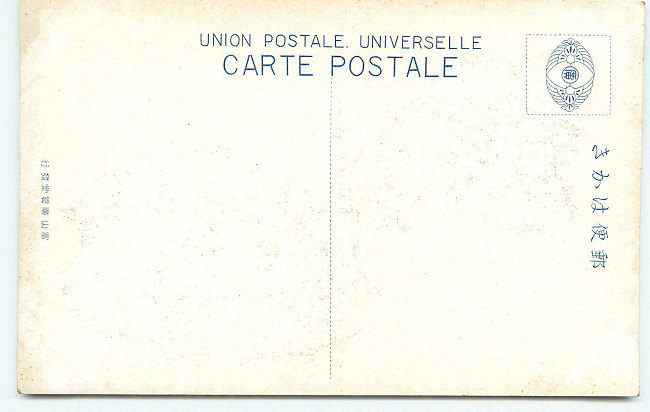 UNION POSTALE. UNIVERSELLE
CARTE POSTALE
きかは便郵